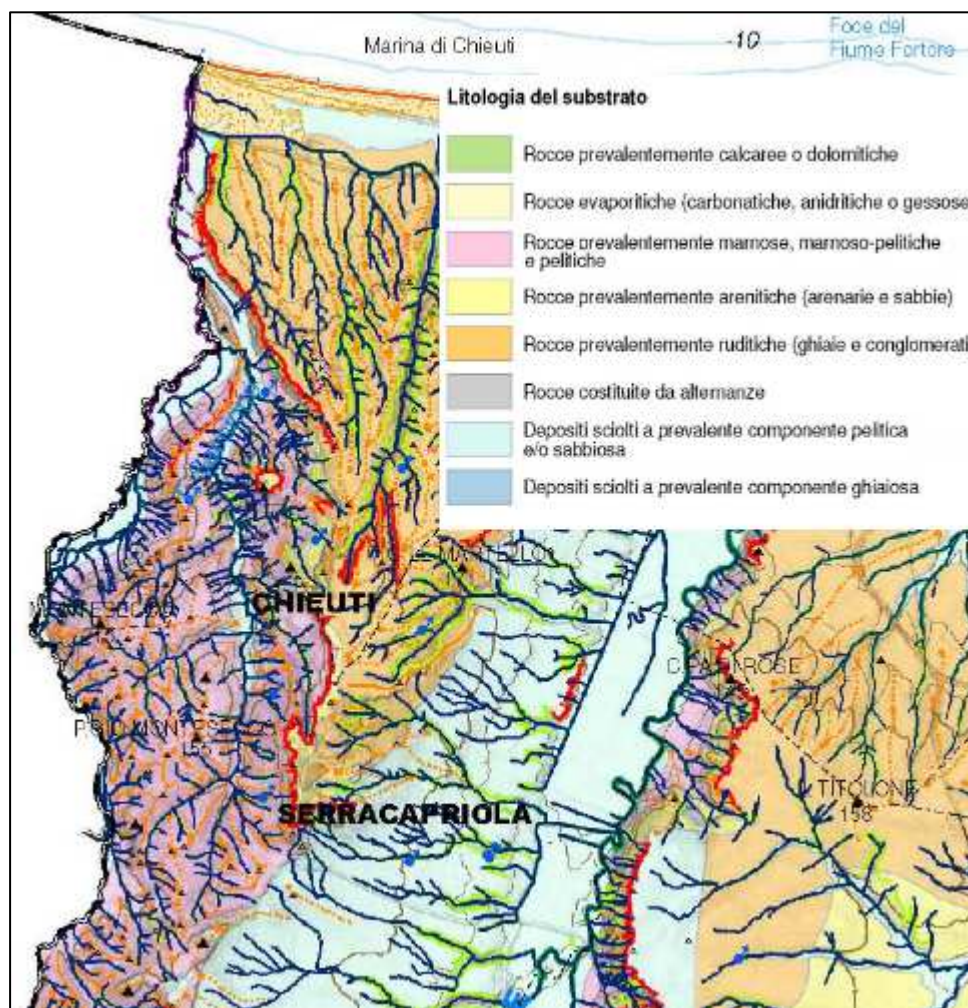 Marina di Chieuti
-10
Foce del
Fiume Fortore
Litologia del substrato
Rocce prevalentemente calcaree o dolomitiche
Rocce evaporitiche (carbonatiche, anidritiche o gessose
Rocce prevalentemente marnose, marnoso-pelitiche
e pelitiche
Rocce prevalentemente arenitiche (arenarie e sabbie)
Rocce prevalentemente ruditiche (ghiaie e conglomerati
Rocce costituite da alternanze
Depositi sciolti a prevalente componente pelitica
e/o sabbiosa
Depositi sciolti a prevalente componente ghiaiosa
CHIEUTI
SERRACAPRIOLA
TITOLONE
158